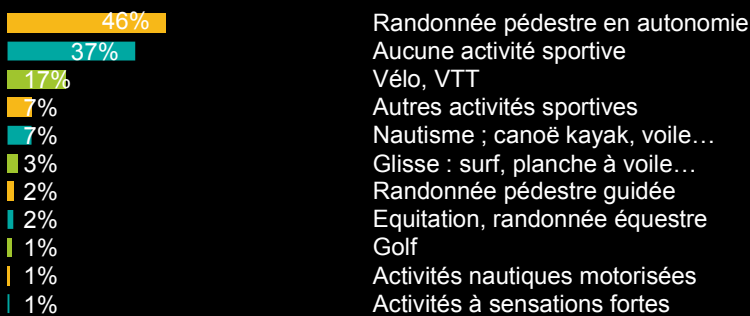 46% Randonnée pédestre en autonomie
37% Aucune activité sportive
17% Vélo, VTT
7% Autres activités sportives
7% Nautisme ; canoë kayak, voile…
3% Glisse : surf, planche à voile…
2% Randonnée pédestre guidée
2% Equitation, randonnée équestre
1% Golf
1% Activités nautiques motorisées
1% Activités à sensations fortes